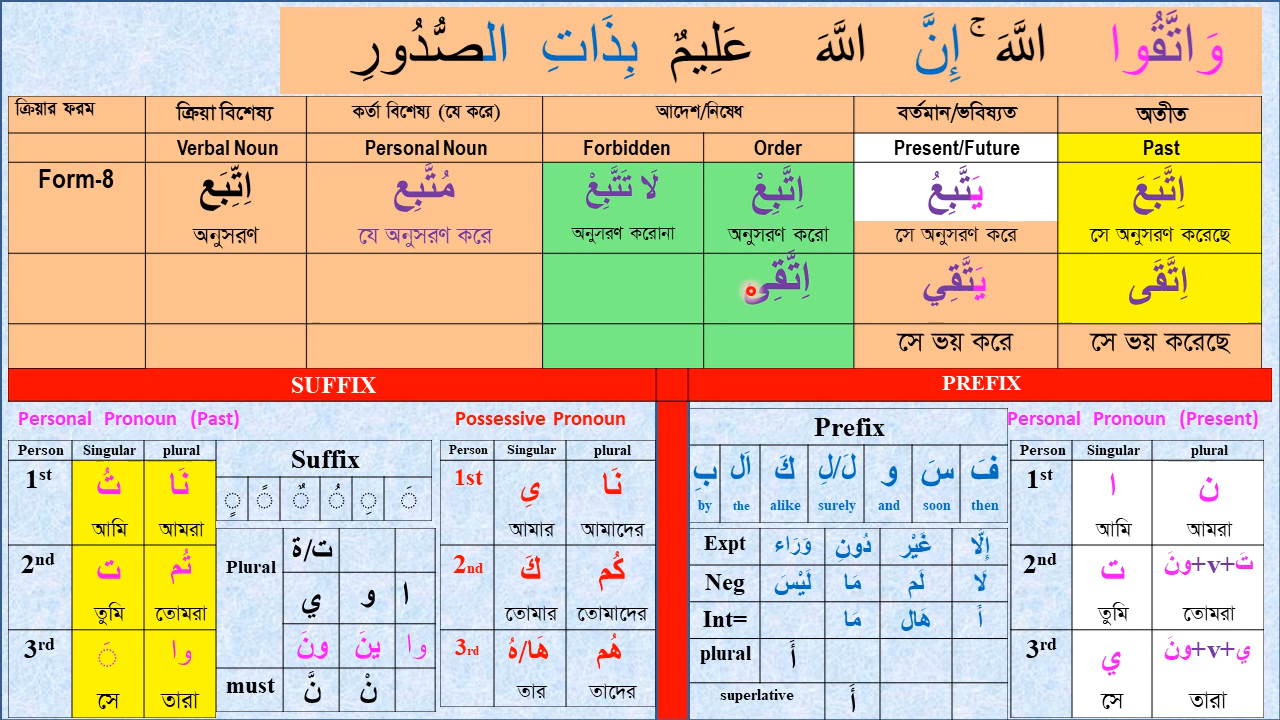 وَاتَّقُوا اللَّهَ ۚ إِنَّ اللَّهَ عَلِيمٌ بِذَاتِ الصُّدُورِ
ক্রিয়ার ফরম ক্রিয়া বিশেষ্য কর্তা বিশেষ্য (যে করে) আদেশ/নিষেধ বর্তমান/ভবিষ্যত অতীত
Verbal Noun Personal Noun Forbidden Order Present/Future Past
Form-8 اِتِّبَع مُتَّبِع لَا تَتَّبِعْ اِتَّبِعْ يَتَّبِعُ اِتَّبَعَ
অনুসরণ যে অনুসরণ করে অনুসরণ করোনা অনুসরণ করো সে অনুসরণ করে সে অনুসরণ করেছে
اِتَّقِى يَتَّقِي اِتَّقَى
সে ভয় করে সে ভয় করেছে
SUFFIX PREFIX
Personal Pronoun (Past)
Person Singular plural
1st تُ نَا
আমি আমরা
2nd ت تُم
তুমি তোমরা
3rd َ وا
সে তারা
Suffix
ٍ ً ٌ ُ ِ َ
Plural ت/ة
ي و ا
ونَ ينَ وا
must نَّ نْ
Possessive Pronoun
Person Singular plural
1st ىِ نَا
আমার আমাদের
2nd كَ كُم
তোমার তোমাদের
3rd هَا/هُ هُم
তার তাদের
Prefix
بِ اَل كَ لَ/لِ و سَ فَ
by the alike surely and soon then
Expt وَرَاء دُونِ غَيْر إِلَّا
Neg لَيْسَ مَا لَم لَا
Int= مَا هَال أَ
plural أَ
superlative أَ
Personal Pronoun (Present)
Person Singular plural
1st ا ن
আমি আমরা
2nd ت تَ+v+ونَ
তুমি তোমরা
3rd ي ي+v+ونَ
সে তারা